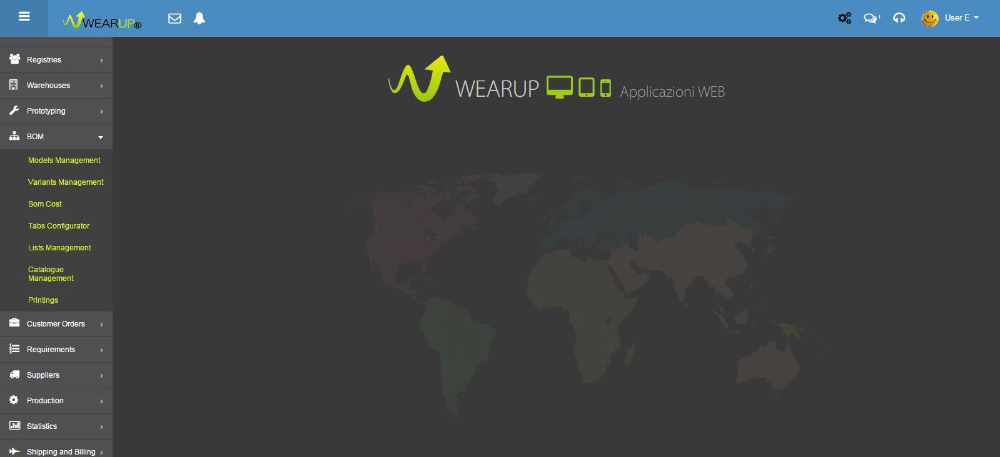 WEARUP®
!
User E
Registries
Warehouses
Prototyping
BOM
Models Management
Variants Management
Bom Cost
Tabs Configurator
Lists Management
Catalogue
Management
Printings
Customer Orders
Requirements
Suppliers
Production
Statistics
Shipping and Billing
WEARUP Applicazioni WEB